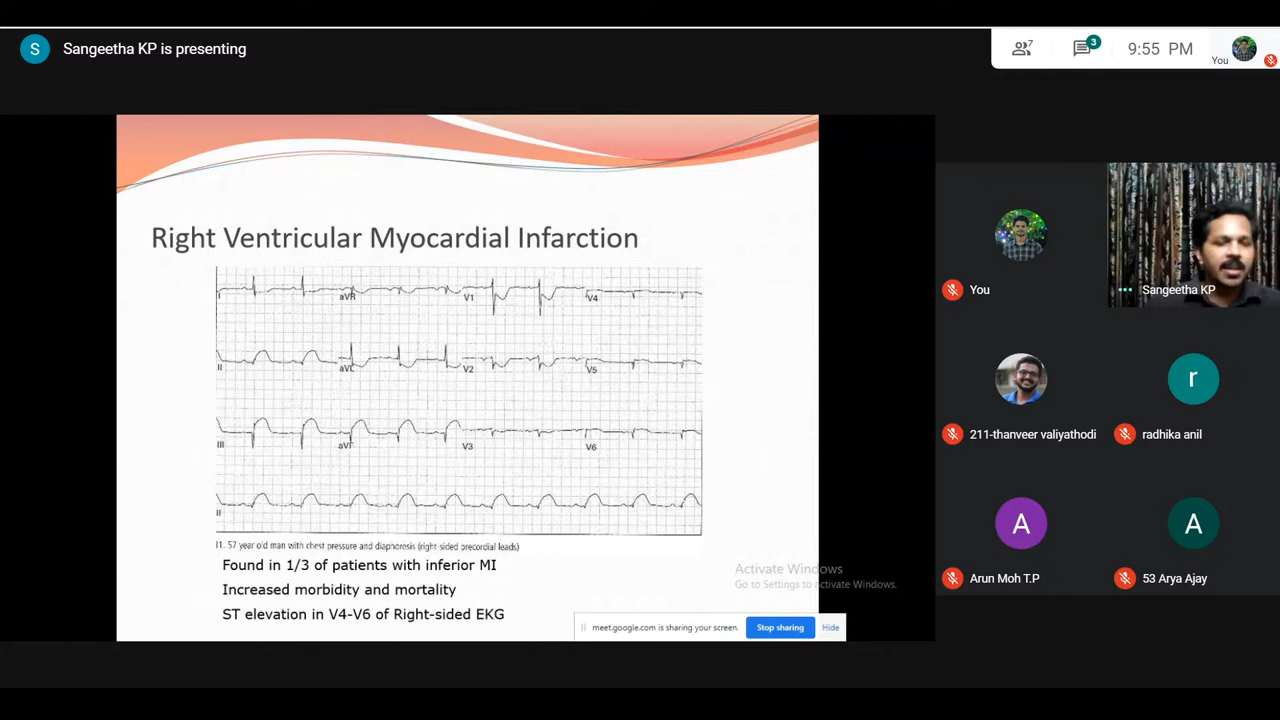 S Sangeetha KP is presenting
7
3
9:55 PM
You
Right Ventricular Myocardial Infarction
I aVR V1 V4
II aVL V2 V5
III aVF V3 V6
II
31. 57 year old man with chest pressure and diaphoresis (right-sided precordial leads)
Found in 1/3 of patients with inferior MI
Increased morbidity and mortality
ST elevation in V4-V6 of Right-sided EKG
Activate Windows
Go to Settings to activate Windows.
meet.google.com is sharing your screen. Stop sharing Hide
You
Sangeetha KP
r
211-thanveer valiyathodi
radhika anil
A
A
Arun Moh T.P
53 Arya Ajay